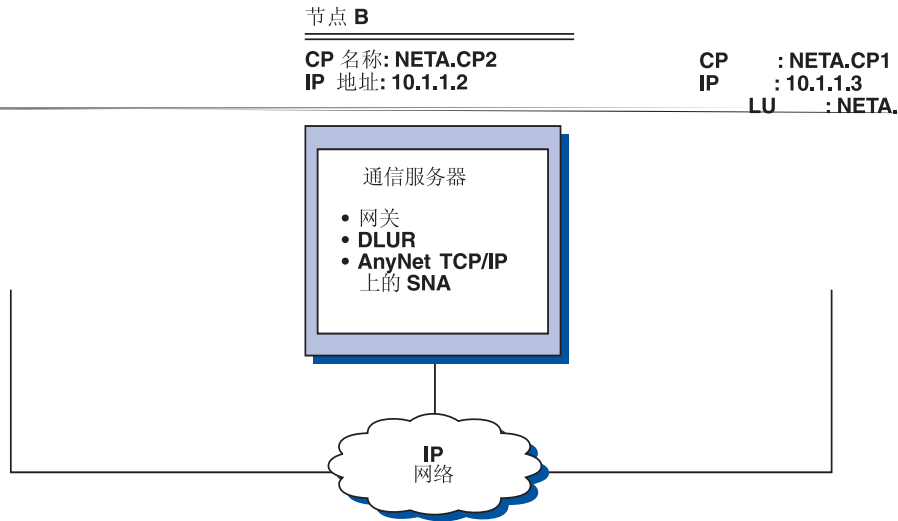 节点 B
CP 名称: NETA.CP2
IP 地址: 10.1.1.2
CP : NETA.CP1
IP : 10.1.1.3
LU : NETA.
通信服务器
• 网关
• DLUR
• AnyNet TCP/IP
上的 SNA
IP
网络